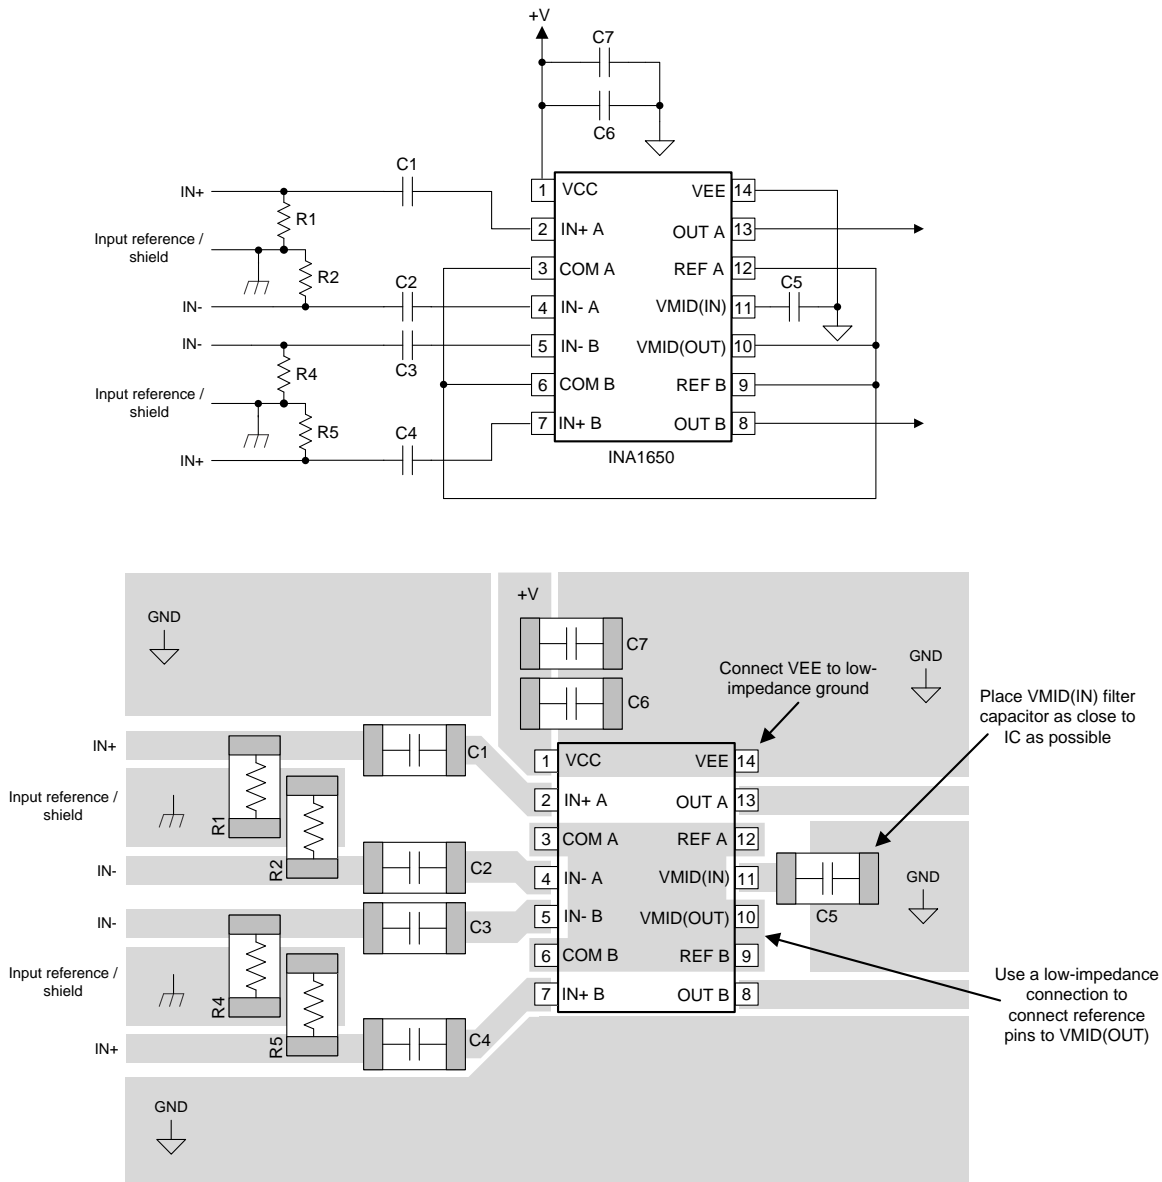 +V
C7
C6
C1
IN+
1 VCC
VEE 14
R1
2 IN+ A
OUT A 13
Input reference /
shield
3 COM A
REF A 12
R2
C2
C5
IN-
4 IN- A
VMID(IN) 11
IN-
5 IN- B
VMID(OUT) 10
C3
R4
6 COM B
REF B 9
Input reference /
shield
7 IN+ B
OUT B 8
R5
C4
IN+
INA1650
+V
GND
C7
C6
Connect VEE to low-
impedance ground
GND
Place VMID(IN) filter
capacitor as close to
IC as possible
IN+
C1
1 VCC
VEE 14
Input reference /
shield
2 IN+ A
OUT A 13
R1
3 COM A
REF A 12
R2
IN-
C2
4 IN- A
VMID(IN) 11
GND
C5
IN-
C3
5 IN- B
VMID(OUT) 10
6 COM B
REF B 9
Input reference /
shield
R4
7 IN+ B
OUT B 8
Use a low-impedance
connection to
connect reference
pins to VMID(OUT)
R5
IN+
C4
GND